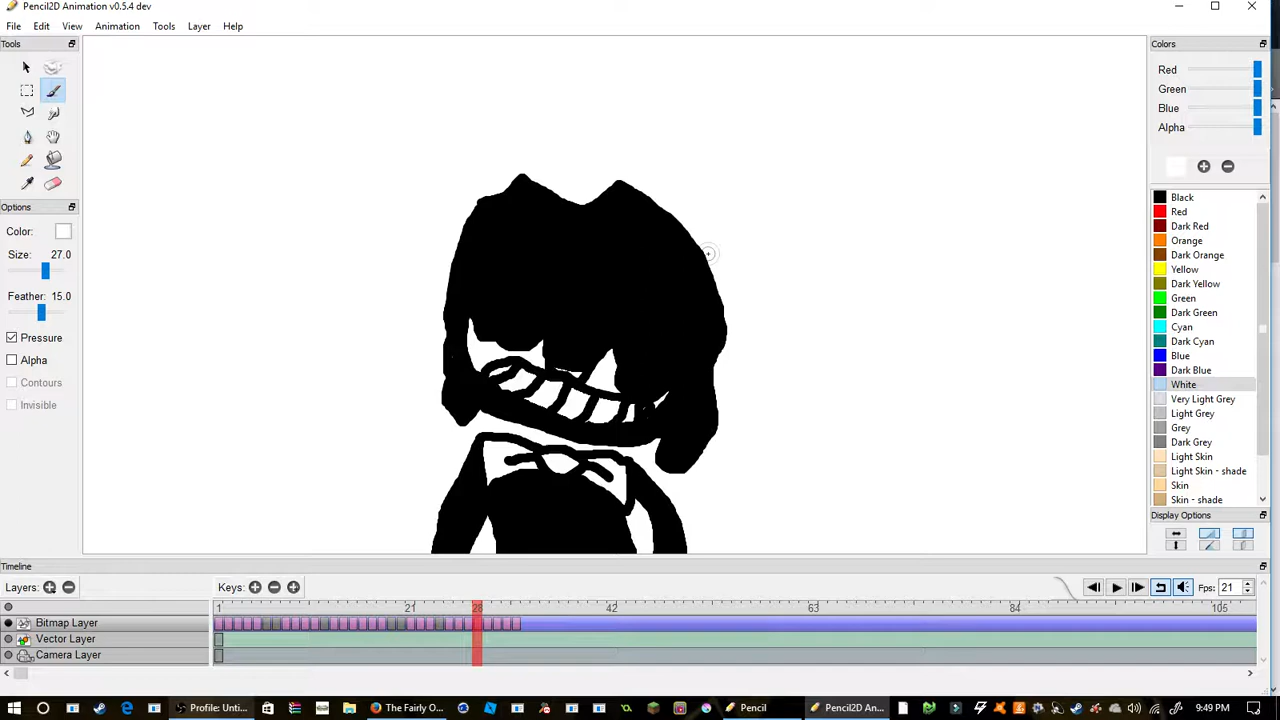 Pencil2D Animation v0.5.4 dev
File Edit View Animation Tools Layer Help
Tools
Options
Color:
Size: 27.0
Feather: 15.0
Pressure
Alpha
Contours
Invisible
Colors
Red
Green
Blue
Alpha
Black
Red
Dark Red
Orange
Dark Orange
Yellow
Dark Yellow
Green
Dark Green
Cyan
Dark Cyan
Blue
Dark Blue
White
Very Light Grey
Light Grey
Grey
Dark Grey
Light Skin
Light Skin - shade
Skin
Skin - shade
Display Options
Timeline
Layers: Keys: Fps: 21
1 21 28 42 63 84 105
Bitmap Layer
Vector Layer
Camera Layer
Profile: Unti... The Fairly O... Pencil Pencil2D An... 9:49 PM